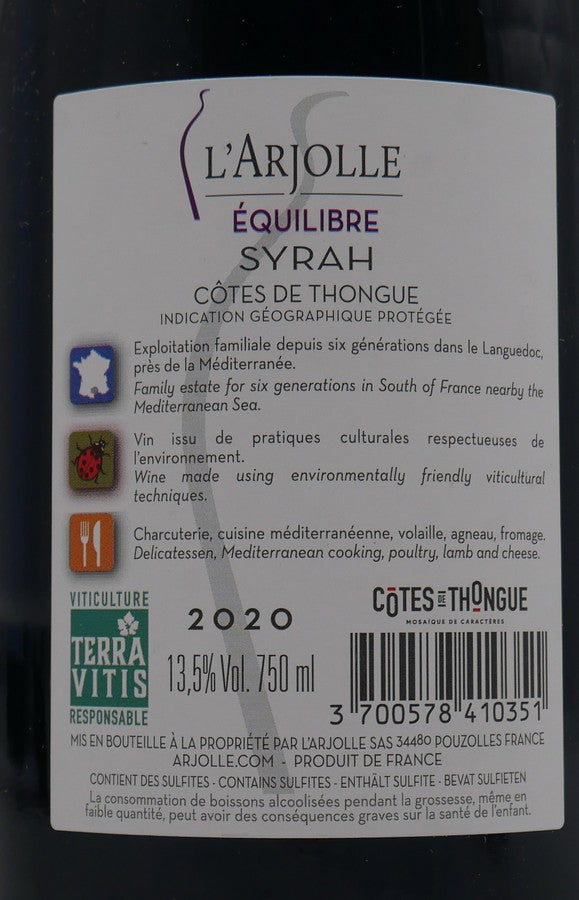 L'ARJOLLE
ÉQUILIBRE
SYRAH
CÔTES DE THONGUE
INDICATION GÉOGRAPHIQUE PROTÉGÉE
Exploitation familiale depuis six générations dans le Languedoc,
près de la Méditerranée.
Family estate for six generations in South of France nearby the
Mediterranean Sea.
Vin issu de pratiques culturales respectueuses de
l'environnement.
Wine made using environmentally friendly viticultural
techniques.
Charcuterie, cuisine méditerranéenne, volaille, agneau, fromage.
Delicatessen, Mediterranean cooking, poultry, lamb and cheese.
VITICULTURE
TERRA
VITIS
RESPONSABLE
2020
13,5% Vol. 750 ml
CÔTES DE THONGUE
MOSAÏQUE DE CARACTÈRES
3 700578 410351
MIS EN BOUTEILLE À LA PROPRIÉTÉ PAR L'ARJOLLE SAS 34480 POUZOLLES FRANCE
ARJOLLE.COM - PRODUIT DE FRANCE
CONTIENT DES SULFITES - CONTAINS SULFITES - ENTHÄLT SULFITE - BEVAT SULFIETEN
La consommation de boissons alcoolisées pendant la grossesse, même en
faible quantité, peut avoir des conséquences graves sur la santé de l'enfant.